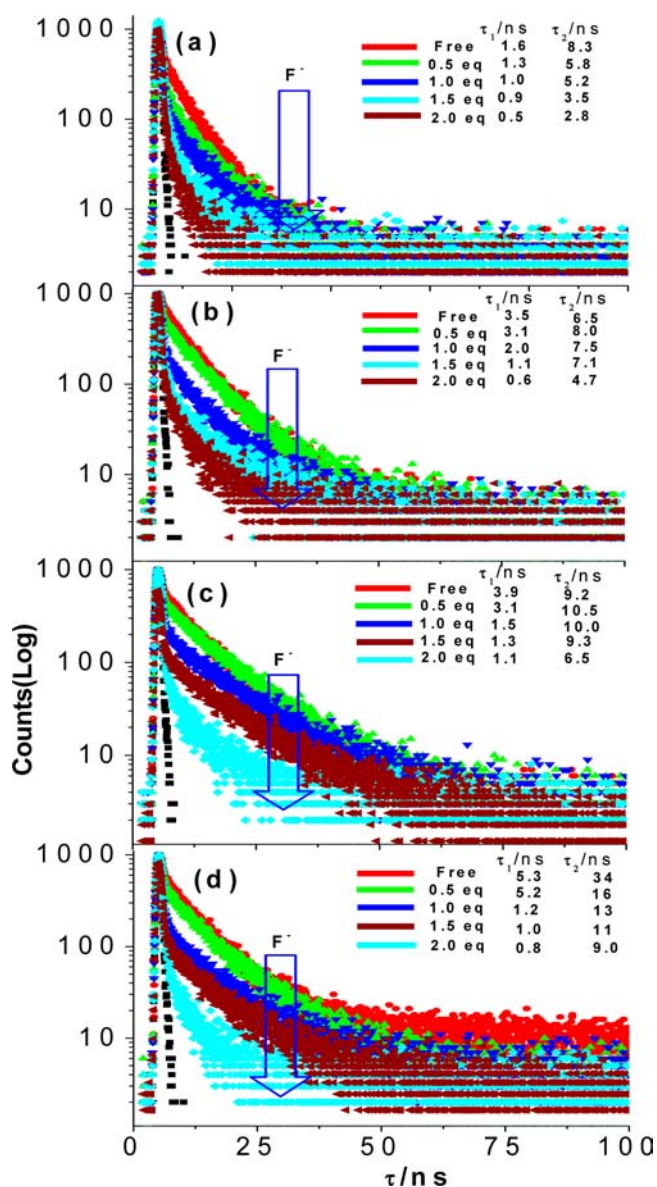 (a)
τ1/ns τ2/ns
Free 1.6 8.3
0.5 eq 1.3 5.8
1.0 eq 1.0 5.2
1.5 eq 0.9 3.5
2.0 eq 0.5 2.8
F-
100
10
1000
(b)
τ1/ns τ2/ns
Free 3.5 6.5
0.5 eq 3.1 8.0
1.0 eq 2.0 7.5
1.5 eq 1.1 7.1
2.0 eq 0.6 4.7
F-
100
10
1000
(c)
τ1/ns τ2/ns
Free 3.9 9.2
0.5 eq 3.1 10.5
1.0 eq 1.5 10.0
1.5 eq 1.3 9.3
2.0 eq 1.1 6.5
F-
100
10
Counts(Log)
1000
(d)
τ1/ns τ2/ns
Free 5.3 34
0.5 eq 5.2 16
1.0 eq 1.2 13
1.5 eq 1.0 11
2.0 eq 0.8 9.0
F-
100
10
0 25 50 75 100
τ/ns